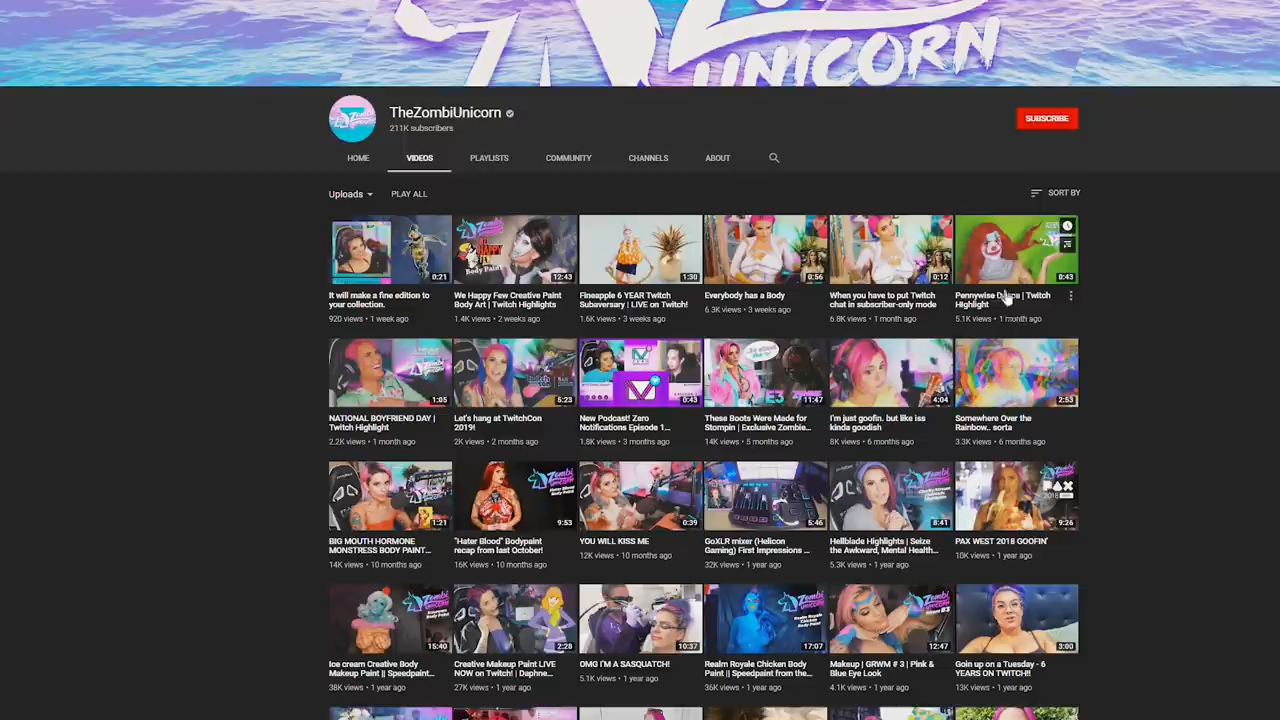 UNICORN
TheZombiUnicorn
211K subscribers
SUBSCRIBE
HOME
VIDEOS
PLAYLISTS
COMMUNITY
CHANNELS
ABOUT
Uploads
PLAY ALL
SORT BY
0:21
12:43
1:30
0:56
0:12
0:43
It will make a fine edition to
your collection.
920 views • 1 week ago
We Happy Few Creative Paint
Body Art | Twitch Highlights
1.4K views • 2 weeks ago
Fineapple 6 YEAR Twitch
Subaversary | LIVE on Twitch!
1.6K views • 3 weeks ago
Everybody has a Body
6.3K views • 3 weeks ago
When you have to put Twitch
chat in subscriber-only mode
6.8K views • 1 month ago
Pennywise | Twitch
Highlight
5.1K views • 1 month ago
1:05
5:23
0:43
E3
11:47
4:04
2:53
NATIONAL BOYFRIEND DAY |
Twitch Highlight
2.2K views • 1 month ago
Let's hang at TwitchCon
2019!
2K views • 2 months ago
New Podcast! Zero
Notifications Episode 1...
1.8K views • 3 months ago
These Boots Were Made for
Stompin | Exclusive Zombie...
14K views • 5 months ago
I'm just goofin. but like iss
kinda goodish
8K views • 6 months ago
Somewhere Over the
Rainbow.. sorta
3.3K views • 6 months ago
1:21
9:53
0:39
5:46
8:41
PAX
2018
9:26
BIG MOUTH HORMONE
MONSTRESS BODY PAINT...
14K views • 10 months ago
"Hater Blood" Bodypaint
recap from last October!
16K views • 10 months ago
YOU WILL KISS ME
12K views • 10 months ago
GoXLR mixer (Helicon
Gaming) First Impressions ...
32K views • 1 year ago
Hellblade Highlights | Seize
the Awkward, Mental Health...
5.3K views • 1 year ago
PAX WEST 2018 GOOFIN'
10K views • 1 year ago
15:40
2:28
10:37
Realm Royale
Chicken
Body Paint
17:07
12:47
3:00
Ice cream Creative Body
Makeup Paint || Speedpaint...
38K views • 1 year ago
Creative Makeup Paint LIVE
NOW on Twitch! | Daphne...
27K views • 1 year ago
OMG I'M A SASQUATCH!
5.1K views • 1 year ago
Realm Royale Chicken Body
Paint || Speedpaint from the...
36K views • 1 year ago
Makeup | GRWM # 3 | Pink &
Blue Eye Look
4.1K views • 1 year ago
Goin up on a Tuesday - 6
YEARS ON TWITCH!!
13K views • 1 year ago